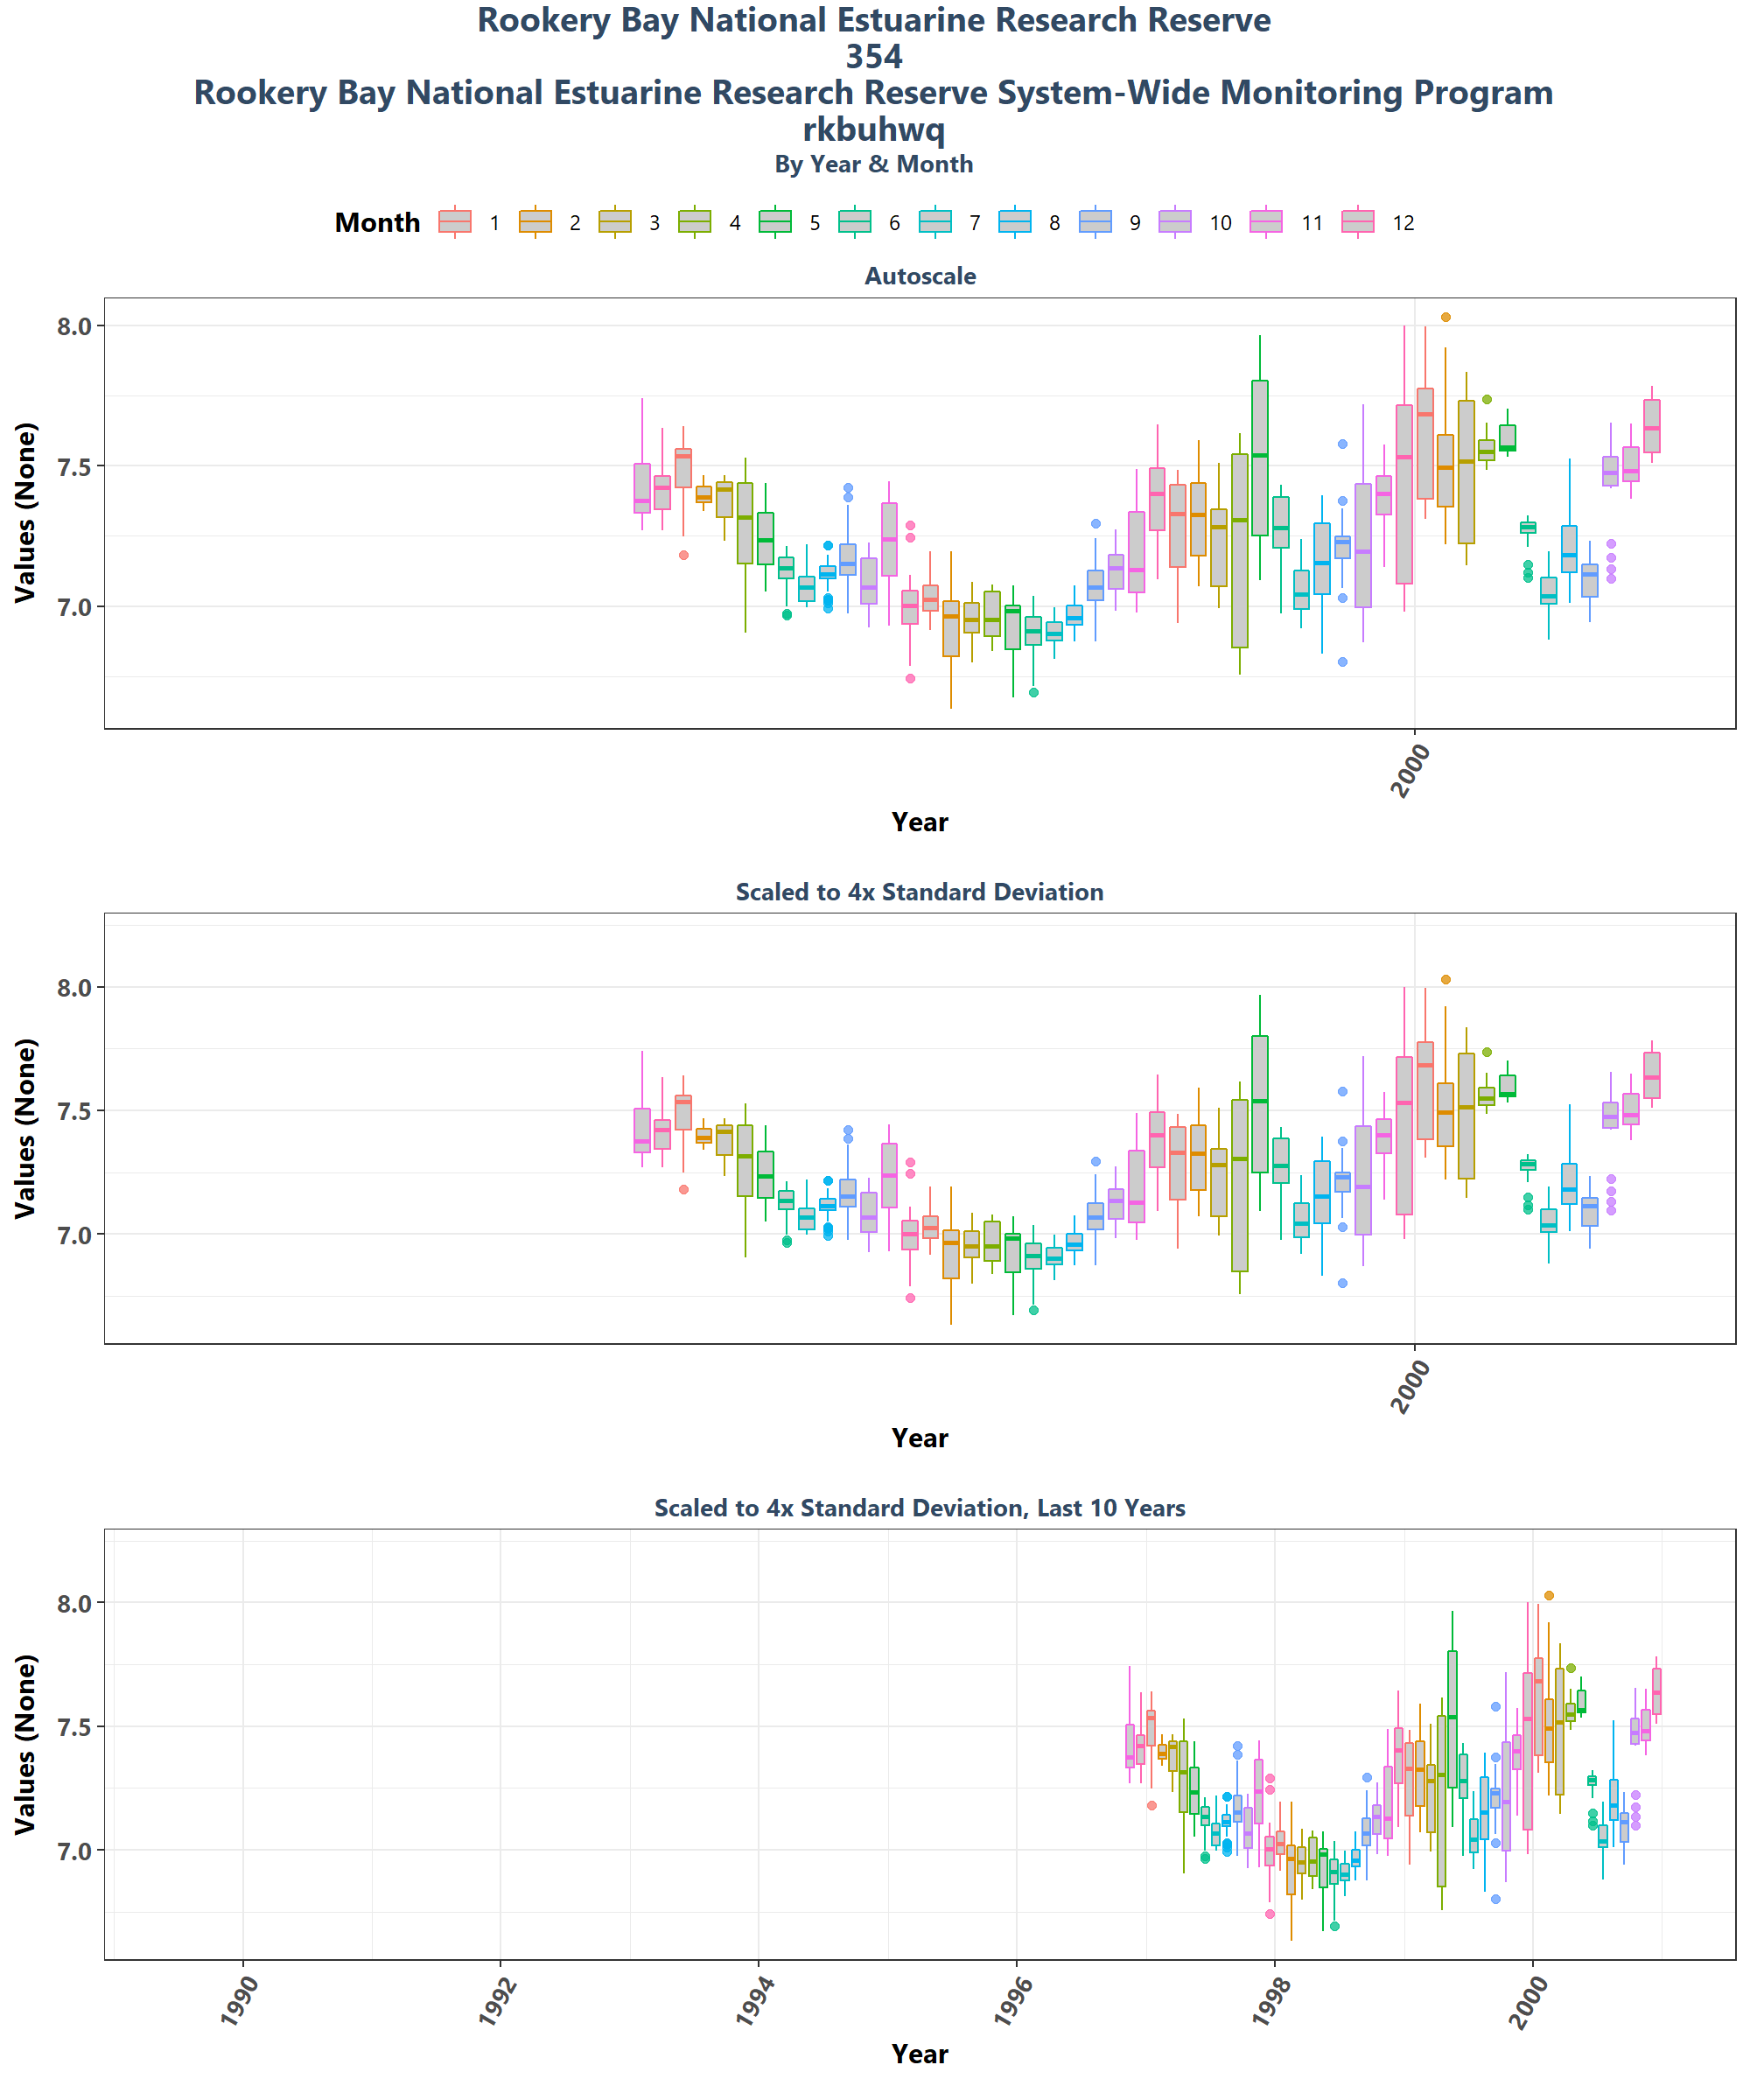 Rookery Bay National Estuarine Research Reserve
354
Rookery Bay National Estuarine Research Reserve System-Wide Monitoring Program
rkbuhwq
By Year & Month
Month 1 2 3 4 5 6 7 8 9 10 11 12
Autoscale
Values (None)
8.0
7.5
7.0
2000
Year
Scaled to 4x Standard Deviation
Values (None)
8.0
7.5
7.0
2000
Year
Scaled to 4x Standard Deviation, Last 10 Years
Values (None)
8.0
7.5
7.0
1990 1992 1994 1996 1998 2000
Year